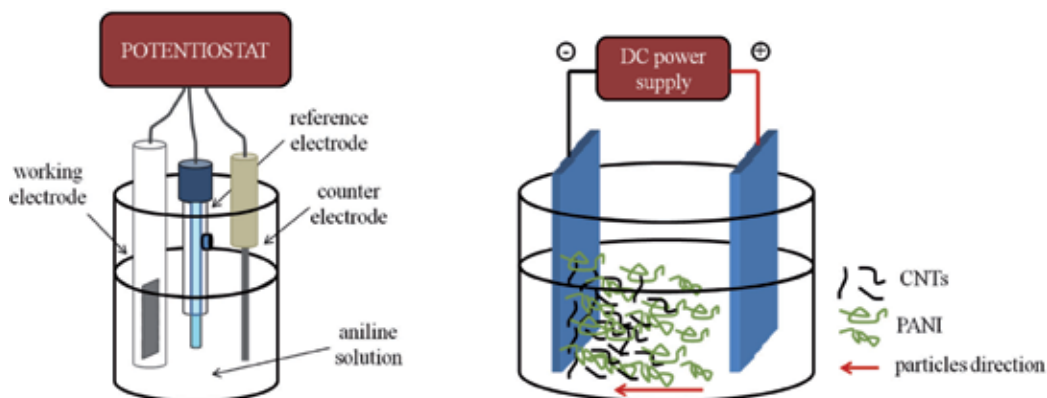 POTENTIOSTAT
reference
electrode
working
electrode
counter
electrode
aniline
solution
-
DC power
supply
+
CNTs
PANI
particles direction